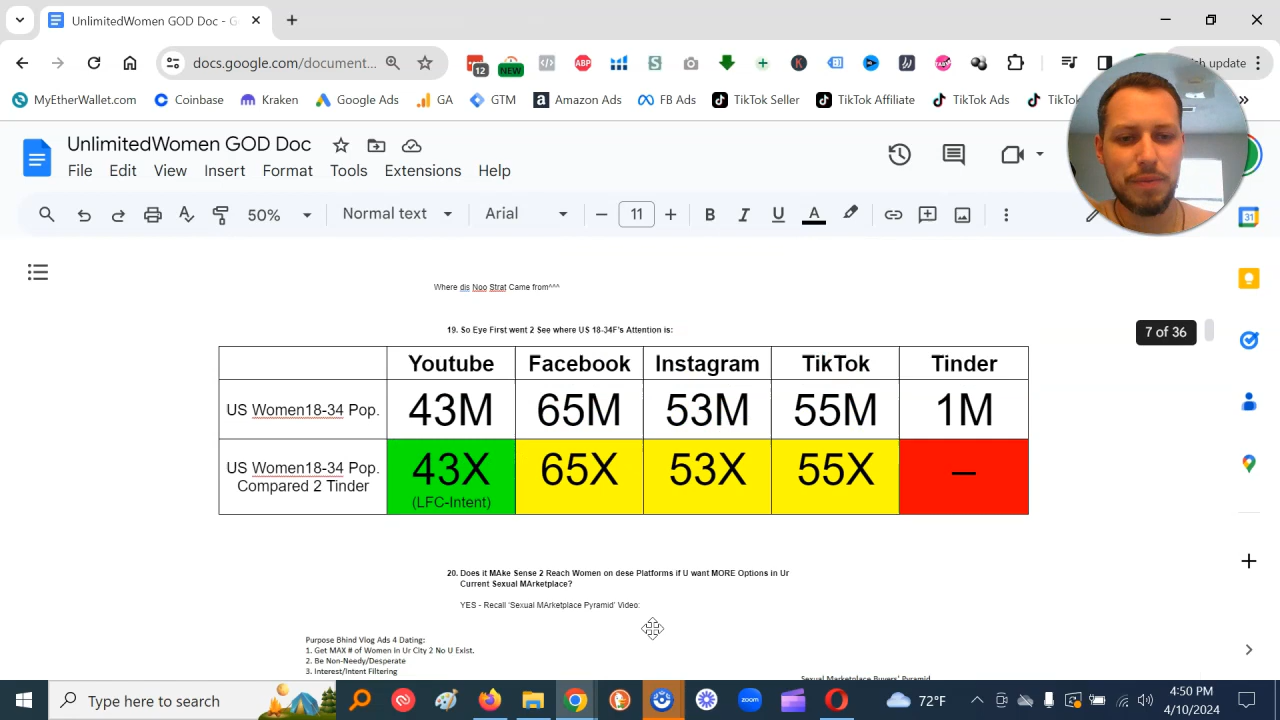 UnlimitedWomen GOD Doc - G
docs.google.com/document...
12
NEW
ABP
ch update
MyEtherWallet.com
Coinbase
Kraken
Google Ads
GA
GTM
Amazon Ads
FB Ads
TikTok Seller
TikTok Affiliate
TikTok Ads
UnlimitedWomen GOD Doc
File Edit View Insert Format Tools Extensions Help
50% Normal text Arial 11 B I U A
31
Where dis Noo Strat Came from^^^
7 of 36
19. So Eye First went 2 See where US 18-34F's Attention is:
Youtube Facebook Instagram TikTok Tinder
US Women18-34 Pop. 43M 65M 53M 55M 1M
US Women18-34 Pop.
Compared 2 Tinder
43X 65X 53X 55X –
(LFC-Intent)
20. Does it MAke Sense 2 Reach Women on dese Platforms if U want MORE Options in Ur
Current Sexual MArketplace?
YES - Recall 'Sexual MArketplace Pyramid' Video:
Purpose Bhind Vlog Ads 4 Dating:
1. Get MAX # of Women in Ur City 2 No U Exist.
2. Be Non-Needy/Desperate
3. Interest/Intent Filtering
Sexual Marketplace Buyers' Pyramid
Type here to search
zoom
72°F
4:50 PM
4/10/2024